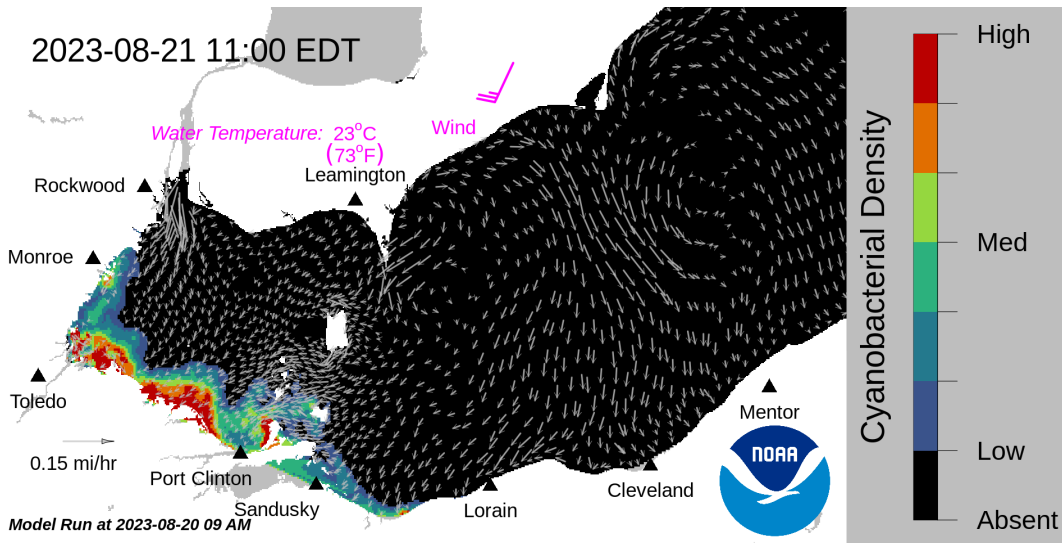 2023-08-21 11:00 EDT
High
Wind
Water Temperature: 23°C
(73°F)
Leamington
Rockwood
Cyanobacterial Density
Med
Monroe
Toledo
Mentor
0.15 mi/hr
NOAA
Low
Port Clinton
Cleveland
Sandusky
Lorain
Model Run at 2023-08-20 09 AM
Absent